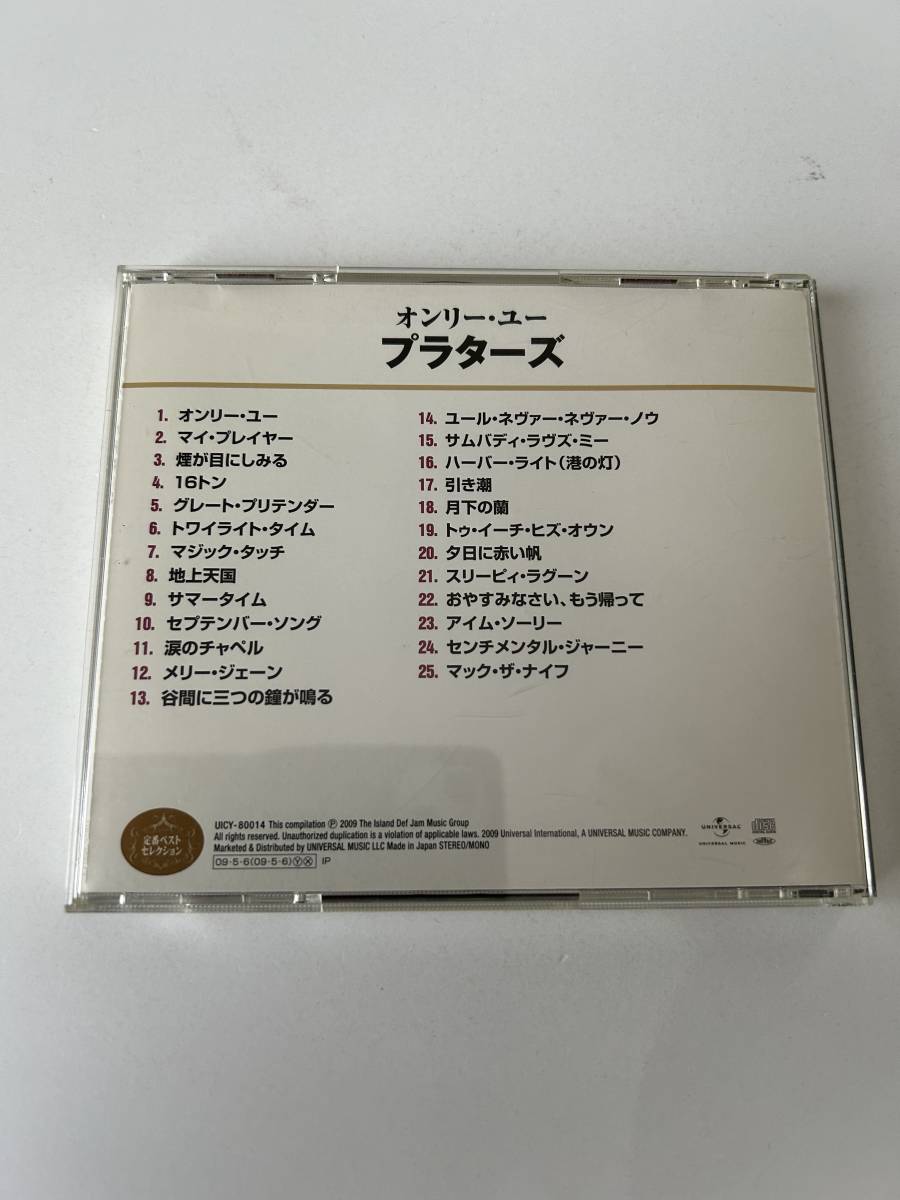 オンリー・ユー
プラターズ
1. オンリー・ユー
2. マイ・プレイヤー
3. 煙が目にしみる
4. 16トン
5. グレート・プリテンダー
6. トワイライト・タイム
7. マジック・タッチ
8. 地上天国
9. サマータイム
10. セプテンバー・ソング
11. 涙のチャペル
12. メリー・ジェーン
13. 谷間に三つの鐘が鳴る
14. ユール・ネヴァー・ネヴァー・ノウ
15. サムバディ・ラヴズ・ミー
16. ハーバー・ライト(港の灯)
17. 引き潮
18. 月下の蘭
19. トゥ・イーチ・ヒズ・オウン
20. 夕日に赤い帆
21. スリーピィ・ラグーン
22. おやすみなさい、もう帰って
23. アイム・ソーリー
24. センチメンタル・ジャーニー
25. マック・ザ・ナイフ
定番ベスト
セレクション
UICY-80014 This compilation Ⓟ 2009 The Island Def Jam Music Group
All rights reserved. Unauthorized duplication is a violation of applicable laws. 2009 Universal International, A UNIVERSAL MUSIC COMPANY.
Marketed & Distributed by UNIVERSAL MUSIC LLC Made in Japan STEREO/MONO
09·5·6(09·5·6)ⓎⓍ IP
UNIVERSAL
UNIVERSAL MUSIC